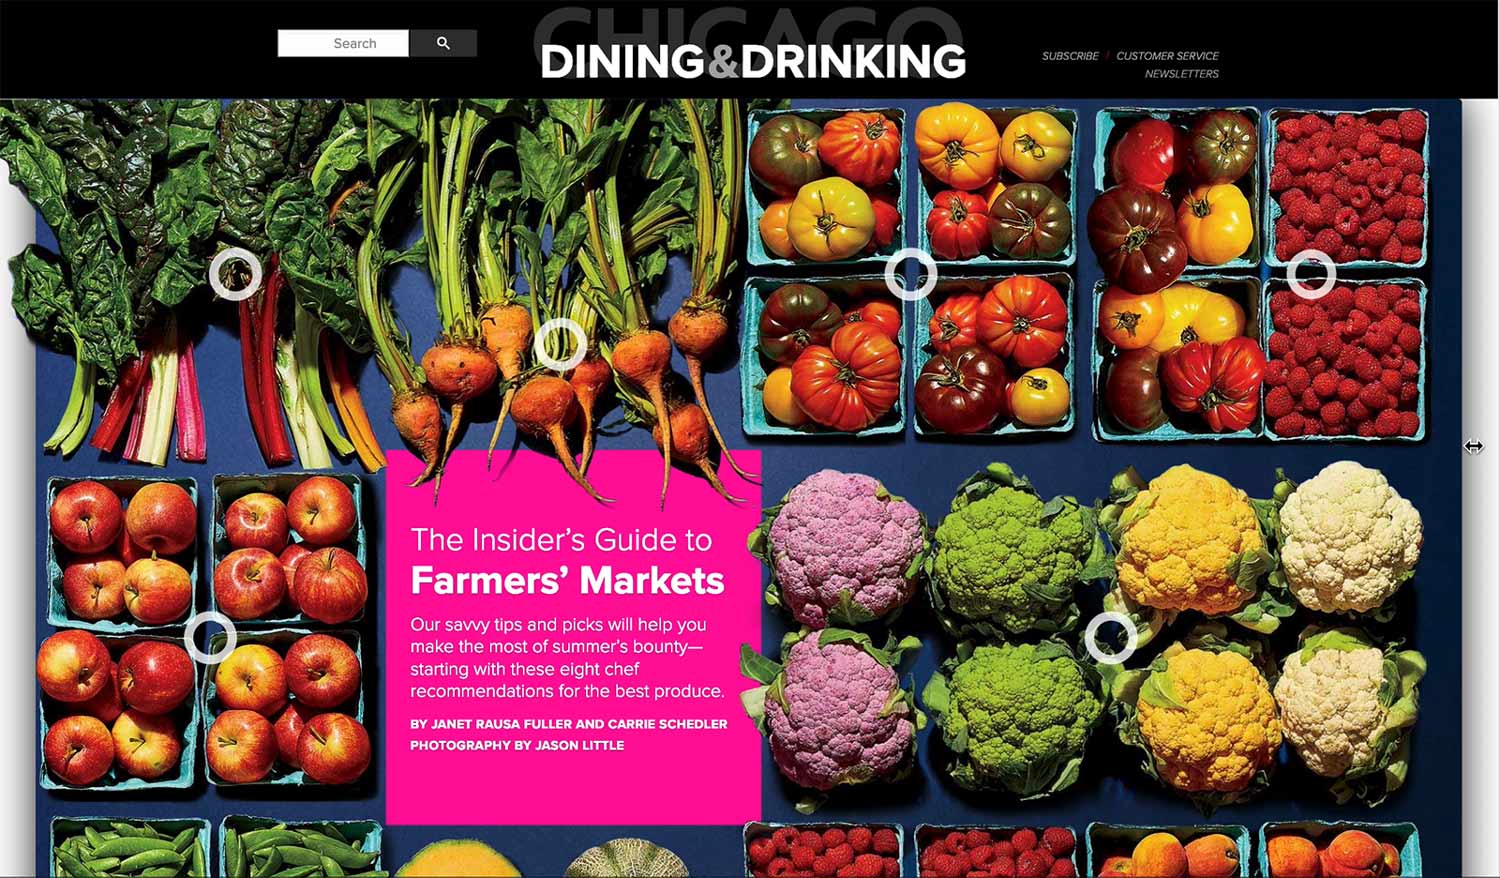 Search
CHICAGO
DINING&DRINKING
SUBSCRIBE / CUSTOMER SERVICE
NEWSLETTERS
The Insider’s Guide to
Farmers’ Markets
Our savvy tips and picks will help you
make the most of summer’s bounty—
starting with these eight chef
recommendations for the best produce.
BY JANET RAUSA FULLER AND CARRIE SCHEDLER
PHOTOGRAPHY BY JASON LITTLE